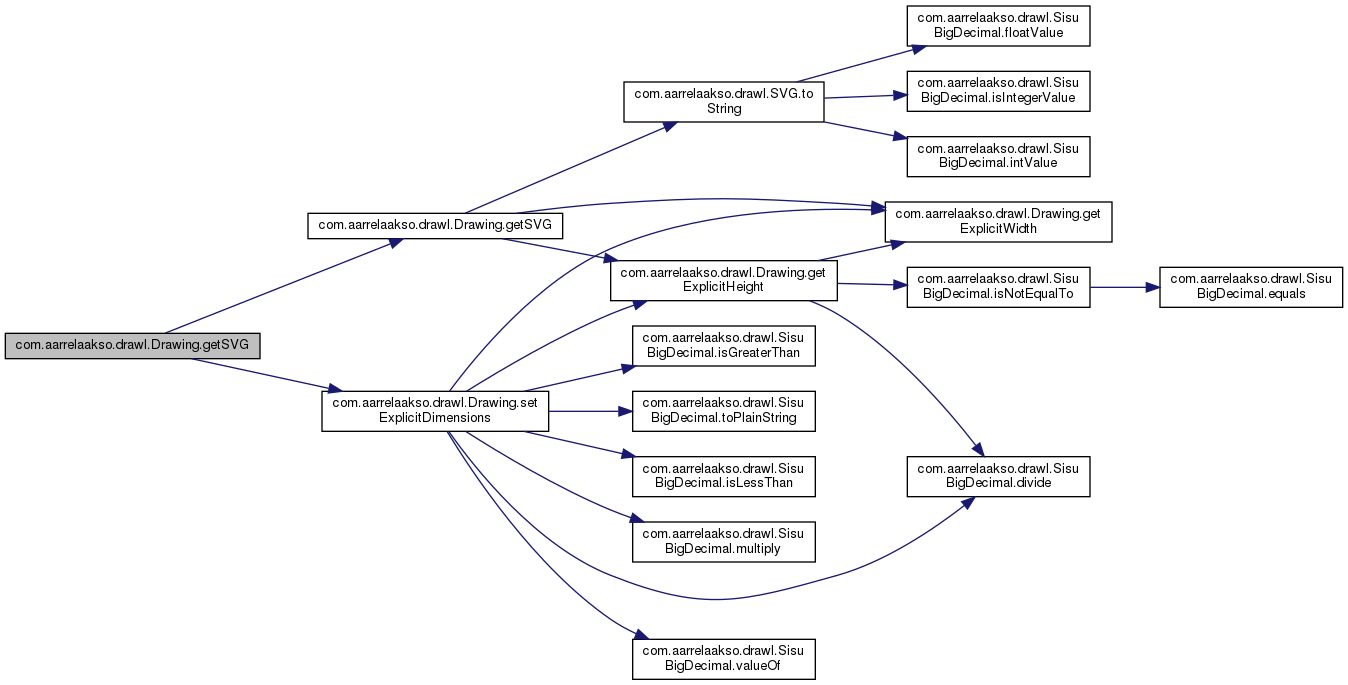 com.aarrelaakso.drawl.Sisu
BigDecimal.floatValue
com.aarrelaakso.drawl.SVG.to
String
com.aarrelaakso.drawl.Sisu
BigDecimal.isIntegerValue
com.aarrelaakso.drawl.Sisu
BigDecimal.intValue
com.aarrelaakso.drawl.Drawing.getSVG
com.aarrelaakso.drawl.Drawing.get
ExplicitWidth
com.aarrelaakso.drawl.Drawing.get
ExplicitHeight
com.aarrelaakso.drawl.Sisu
BigDecimal.isNotEqualTo
com.aarrelaakso.drawl.Sisu
BigDecimal.equals
com.aarrelaakso.drawl.Drawing.getSVG
com.aarrelaakso.drawl.Sisu
BigDecimal.isGreaterThan
com.aarrelaakso.drawl.Drawing.set
ExplicitDimensions
com.aarrelaakso.drawl.Sisu
BigDecimal.toPlainString
com.aarrelaakso.drawl.Sisu
BigDecimal.isLessThan
com.aarrelaakso.drawl.Sisu
BigDecimal.divide
com.aarrelaakso.drawl.Sisu
BigDecimal.multiply
com.aarrelaakso.drawl.Sisu
BigDecimal.valueOf